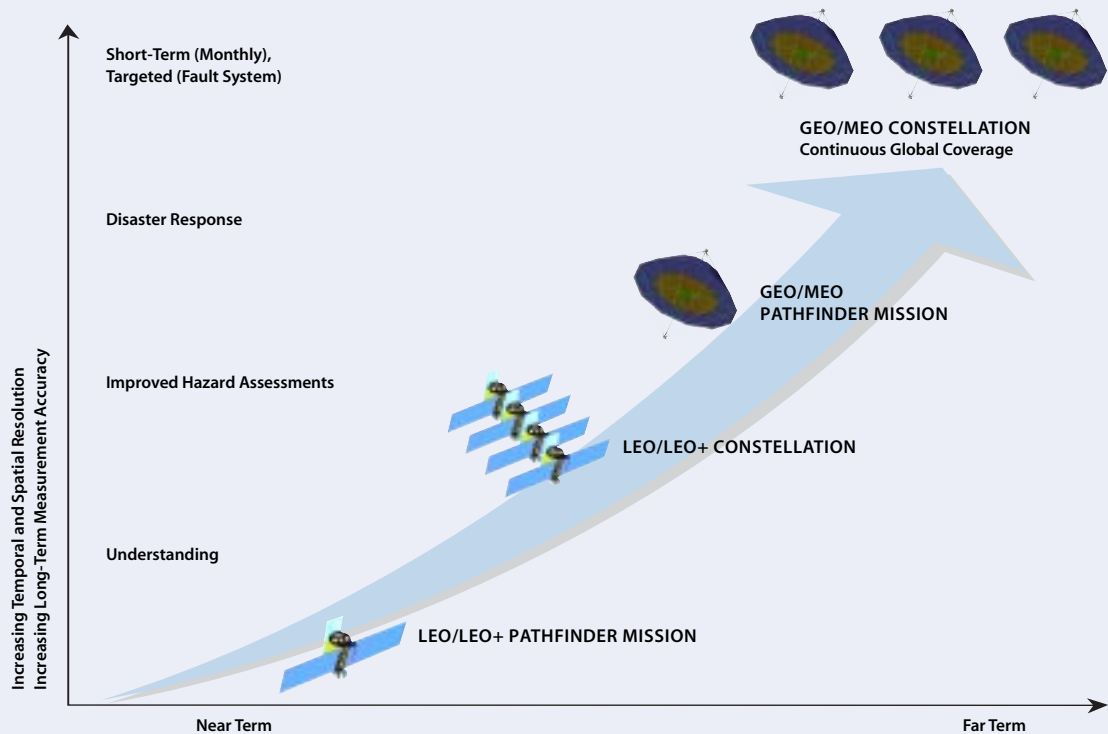 Short-Term (Monthly),
Targeted (Fault System)
GEO/MEO CONSTELLATION
Continuous Global Coverage
Disaster Response
GEO/MEO
PATHFINDER MISSION
Improved Hazard Assessments
LEO/LEO+ CONSTELLATION
Understanding
LEO/LEO+ PATHFINDER MISSION
Increasing Temporal and Spatial Resolution
Increasing Long-Term Measurement Accuracy
Near Term
Far Term